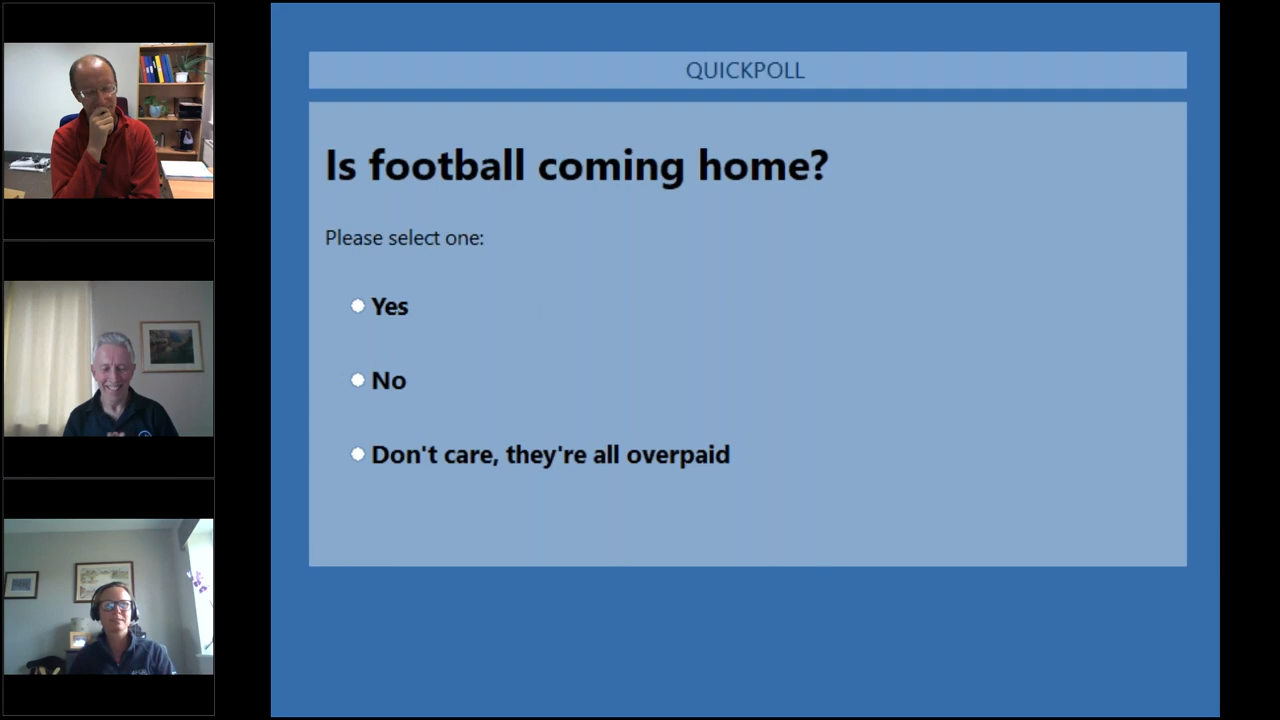 QUICKPOLL
Is football coming home?
Please select one:
Yes
No
Don't care, they're all overpaid